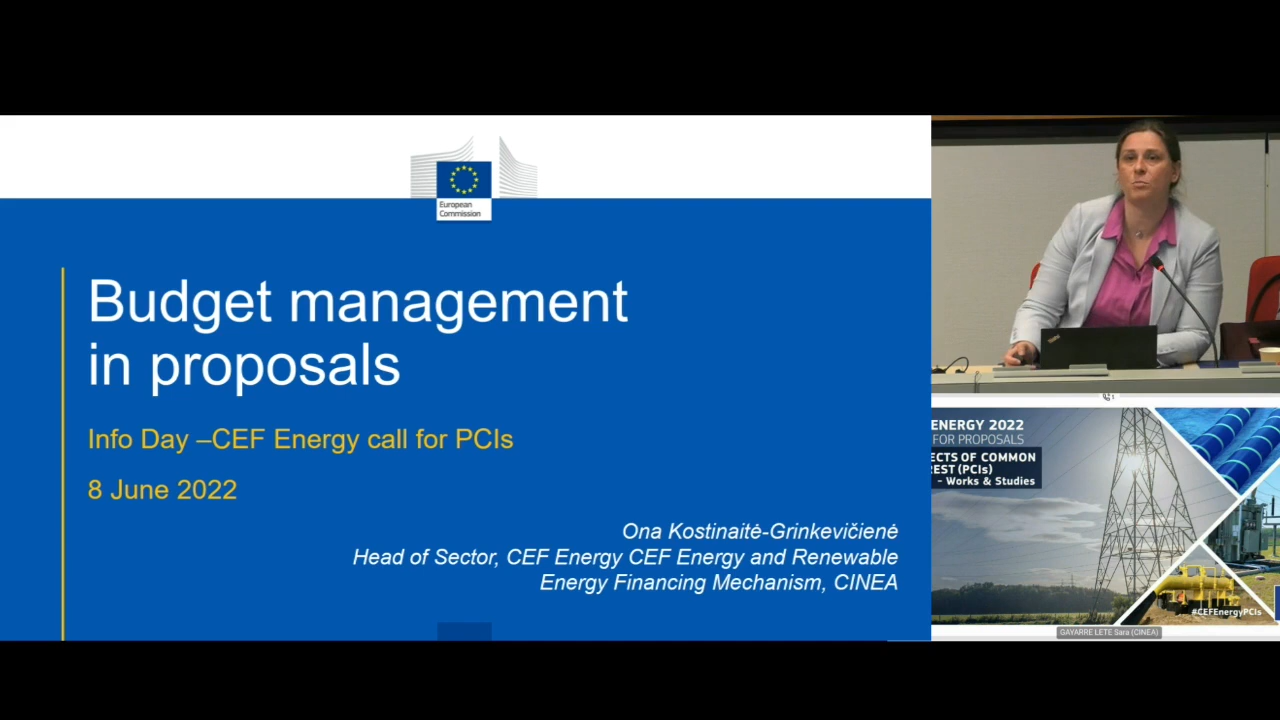 European
Commission
Budget management
in proposals
Info Day –CEF Energy call for PCIs
8 June 2022
Ona Kostinaitė-Grinkevičienė
Head of Sector, CEF Energy CEF Energy and Renewable
Energy Financing Mechanism, CINEA
1
ENERGY 2022
FOR PROPOSALS
ECTS OF COMMON
REST (PCIs)
- Works & Studies
#CEFEnergyPCIs
GAYARRE LETE Sara (CINEA)